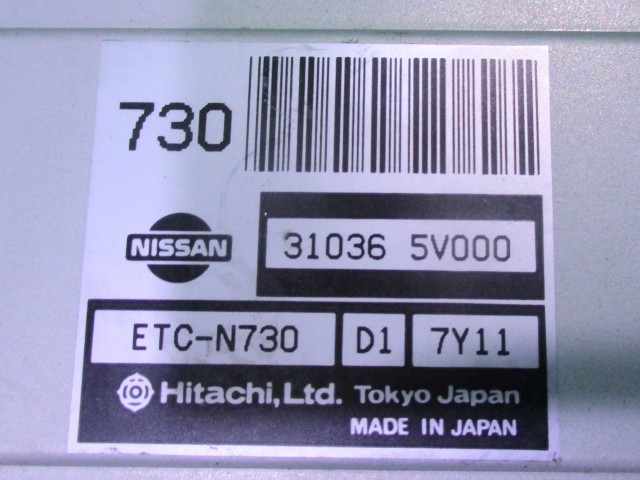 730
NISSAN
31036 5V000
ETC-N730 D1 7Y11
Hitachi,Ltd. Tokyo Japan
MADE IN JAPAN